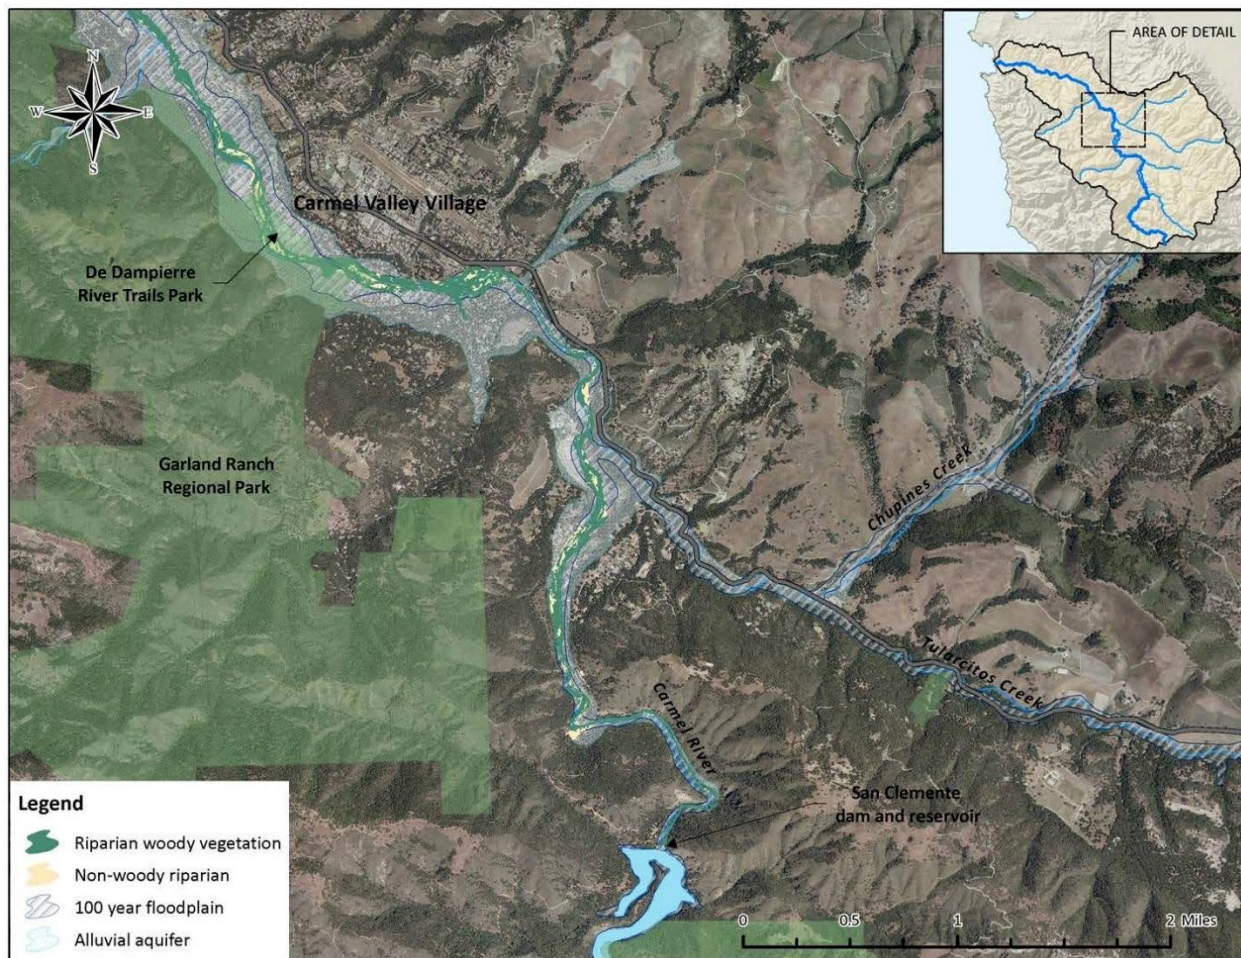 AREA OF DETAIL
N
W E
S
Carmel Valley Village
De Dampierre
River Trails Park
Garland Ranch
Regional Park
Chupines Creek
Tularcitos Creek
Carmel River
San Clemente
dam and reservoir
Legend
Riparian woody vegetation
Non-woody riparian
100 year floodplain
Alluvial aquifer
0 0.5 1 2 Miles